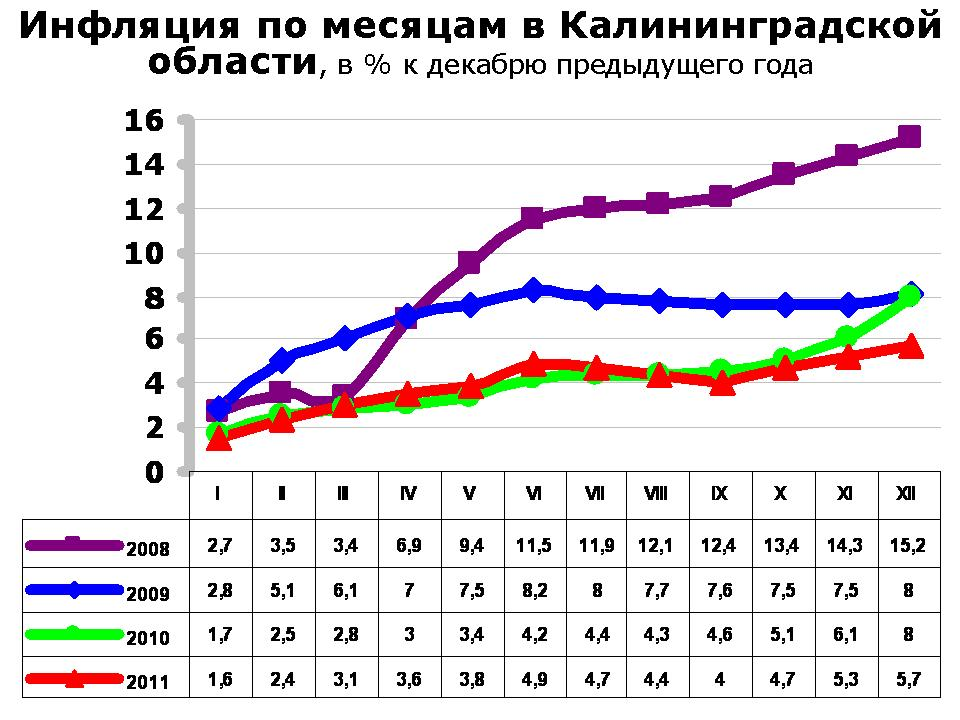 Инфляция по месяцам в Калининградской
области, в % к декабрю предыдущего года
16
14
12
10
8
6
4
2
0
I II III IV V VI VII VIII IX X XI XII
2008 2,7 3,5 3,4 6,9 9,4 11,5 11,9 12,1 12,4 13,4 14,3 15,2
2009 2,8 5,1 6,1 7 7,5 8,2 8 7,7 7,6 7,5 7,5 8
2010 1,7 2,5 2,8 3 3,4 4,2 4,4 4,3 4,6 5,1 6,1 8
2011 1,6 2,4 3,1 3,6 3,8 4,9 4,7 4,4 4 4,7 5,3 5,7